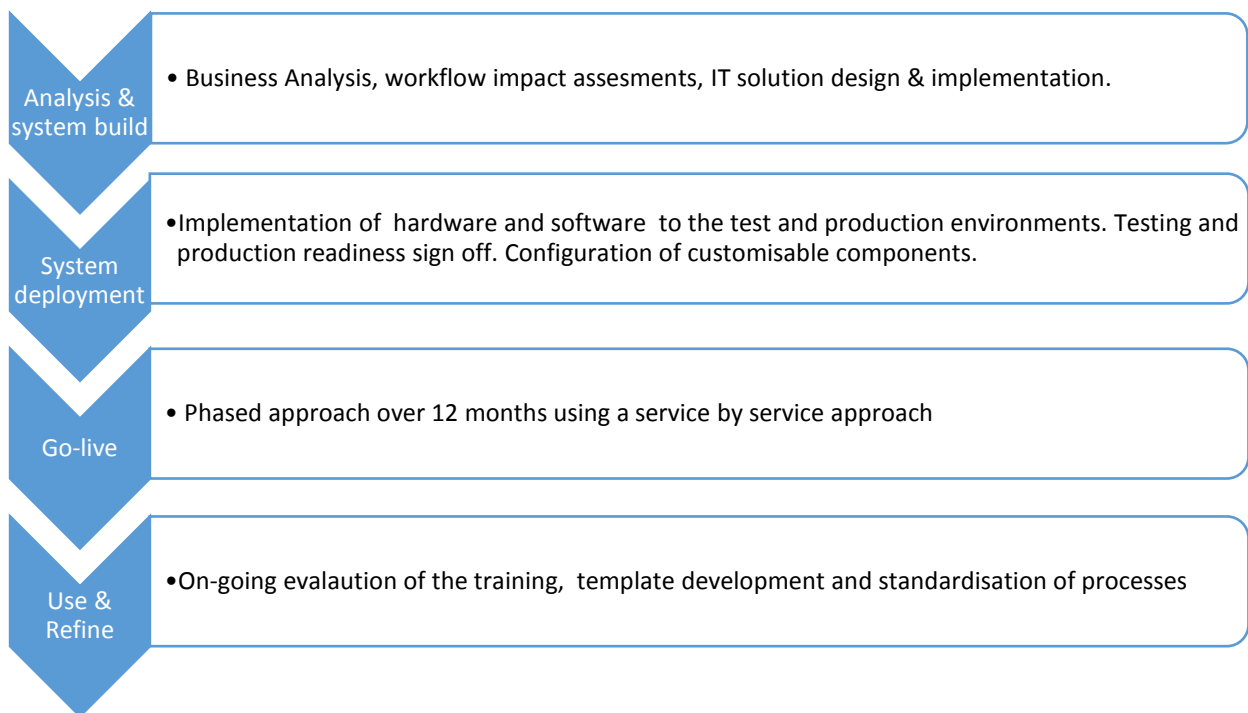 Analysis &
system build
• Business Analysis, workflow impact assesments, IT solution design & implementation.
System
deployment
•Implementation of hardware and software to the test and production environments. Testing and
production readiness sign off. Configuration of customisable components.
Go-live
• Phased approach over 12 months using a service by service approach
Use &
Refine
•On-going evalaution of the training, template development and standardisation of processes